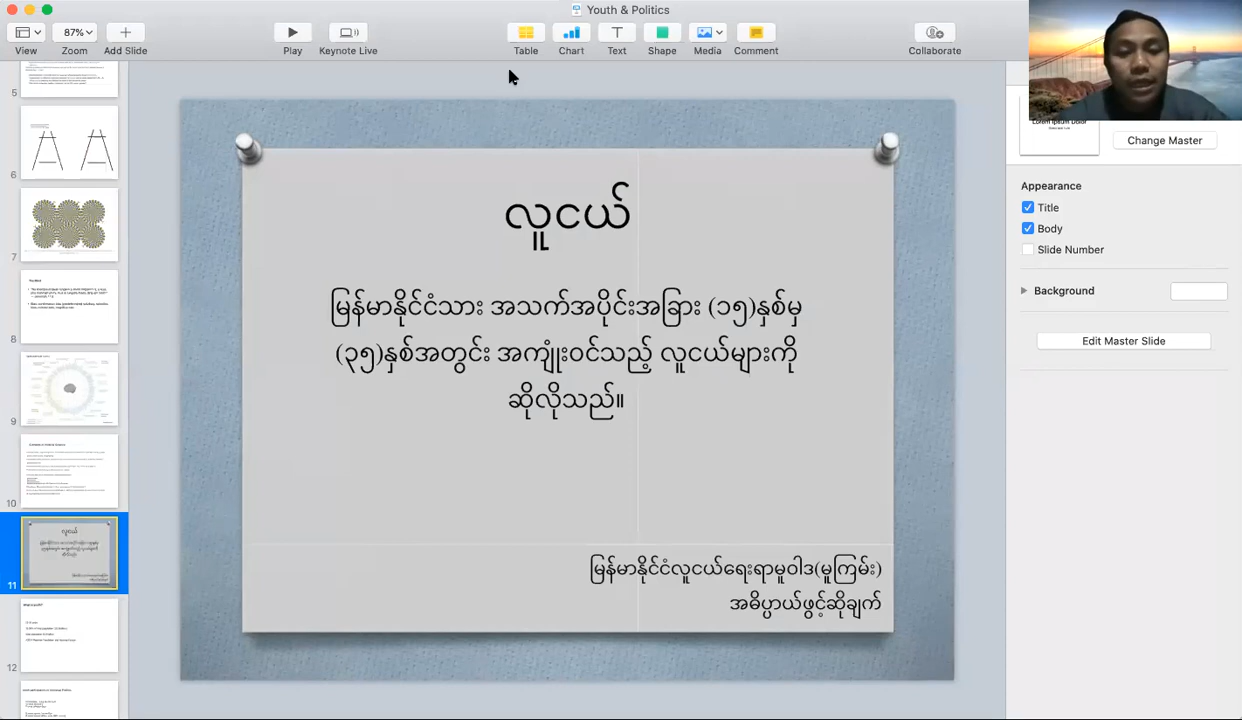 Youth & Politics
87%
View
Zoom
Add Slide
Play
Keynote Live
Table
Chart
Text
Shape
Media
Comment
Collaborate
5
6
7
8
9
10
11
12
လူငယ်
မြန်မာနိုင်ငံသား အသက်အပိုင်းအခြား (၁၅)နှစ်မှ
(၃၅)နှစ်အတွင်း အကျုံးဝင်သည့် လူငယ်များကို
ဆိုလိုသည်။
မြန်မာနိုင်ငံလူငယ်ရေးရာမူဝါဒ(မူကြမ်း)
အဓိပ္ပာယ်ဖွင့်ဆိုချက်
Lorem Ipsum Dolor
Change Master
Appearance
Title
Body
Slide Number
Background
Edit Master Slide